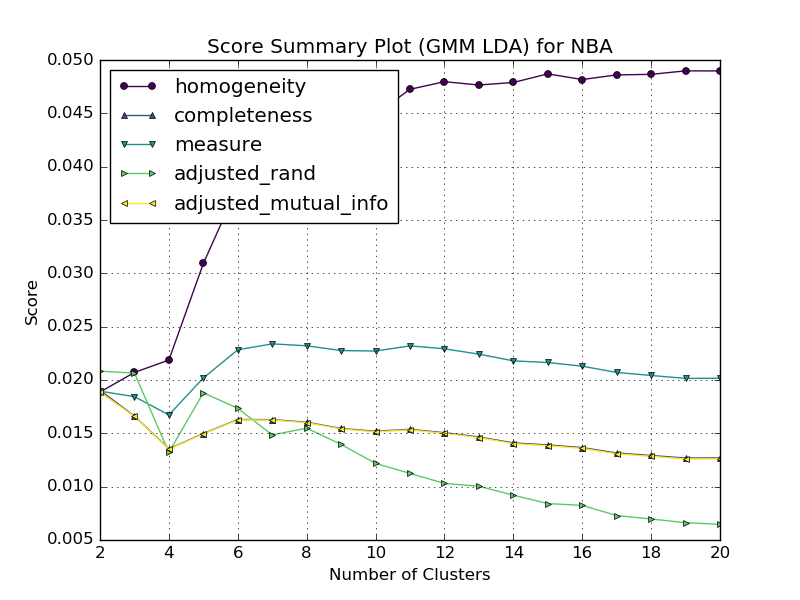 Score Summary Plot (GMM LDA) for NBA
0.050
0.045
0.040
0.035
0.030
0.025
0.020
0.015
0.010
0.005
Score
homogeneity
completeness
measure
adjusted_rand
adjusted_mutual_info
2 4 6 8 10 12 14 16 18 20
Number of Clusters